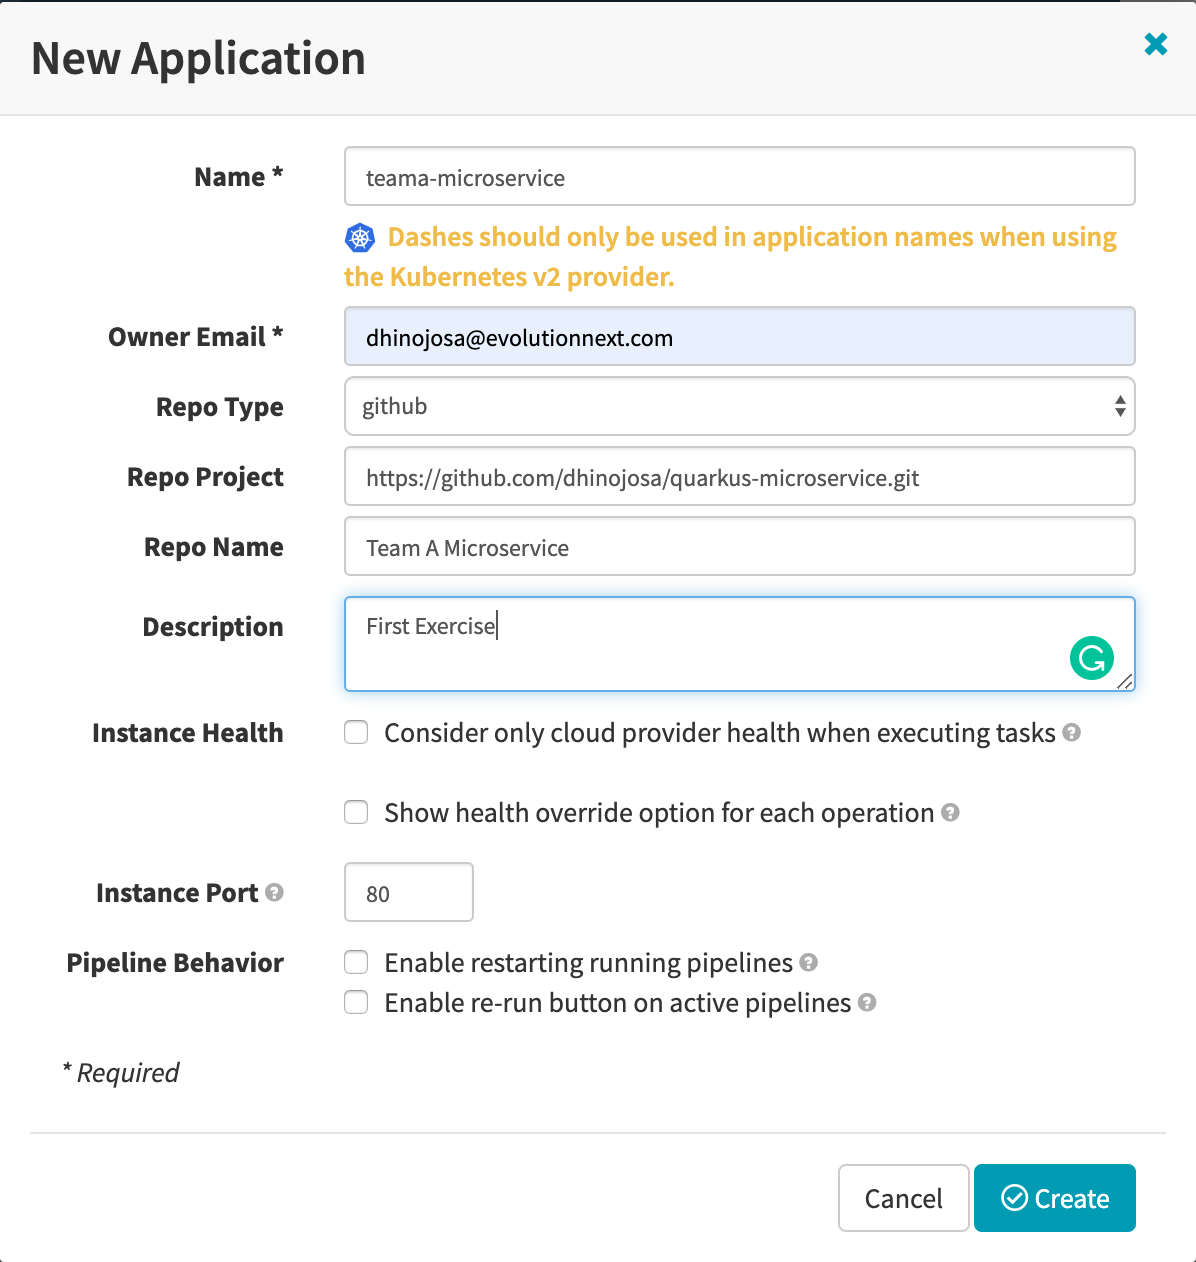 New Application
Name *
teama-microservice
Dashes should only be used in application names when using
the Kubernetes v2 provider.
Owner Email *
dhinojosa@evolutionnext.com
Repo Type
github
Repo Project
https://github.com/dhinojosa/quarkus-microservice.git
Repo Name
Team A Microservice
Description
First Exercise
Instance Health
Consider only cloud provider health when executing tasks ?
Show health override option for each operation ?
Instance Port ?
80
Pipeline Behavior
Enable restarting running pipelines ?
Enable re-run button on active pipelines ?
* Required
Cancel
Create